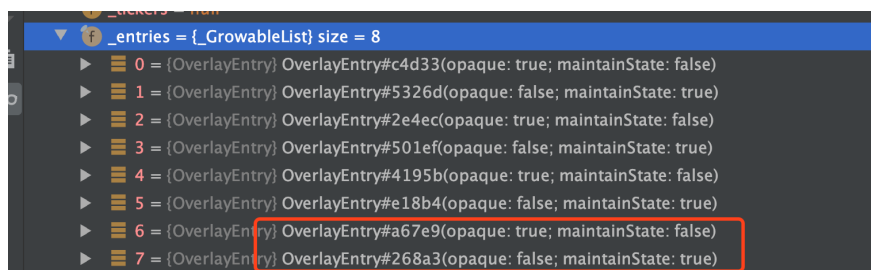 _tickers = null
_entries = {_GrowableList} size = 8
0 = {OverlayEntry} OverlayEntry#c4d33(opaque: true; maintainState: false)
1 = {OverlayEntry} OverlayEntry#5326d(opaque: false; maintainState: true)
2 = {OverlayEntry} OverlayEntry#2e4ec(opaque: true; maintainState: false)
3 = {OverlayEntry} OverlayEntry#501ef(opaque: false; maintainState: true)
4 = {OverlayEntry} OverlayEntry#4195b(opaque: true; maintainState: false)
5 = {OverlayEntry} OverlayEntry#e18b4(opaque: false; maintainState: true)
6 = {OverlayEntry} OverlayEntry#a67e9(opaque: true; maintainState: false)
7 = {OverlayEntry} OverlayEntry#268a3(opaque: false; maintainState: true)